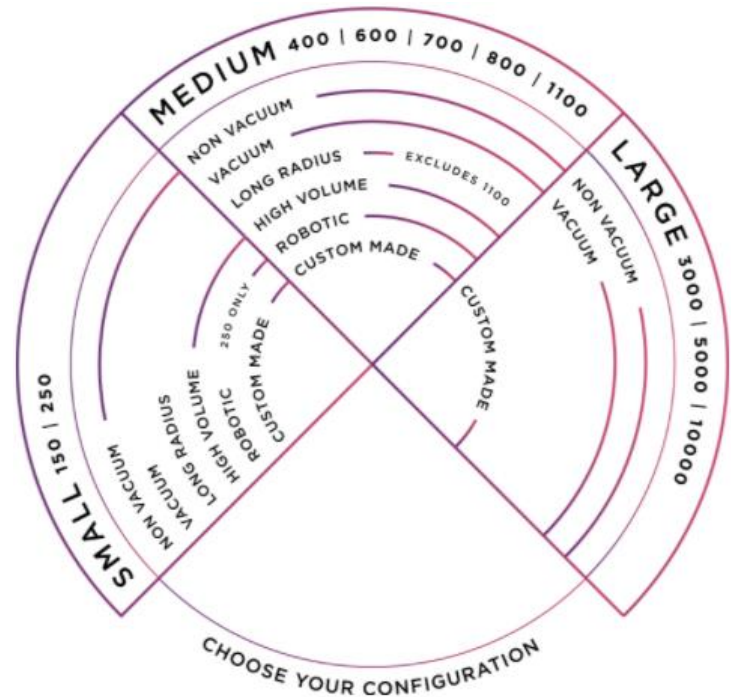 MEDIUM 400 | 600 | 700 | 800 | 1100
NON VACUUM
VACUUM
LONG RADIUS
EXCLUDES 1100
HIGH VOLUME
ROBOTIC
CUSTOM MADE
LARGE 3000 | 5000 | 10000
NON VACUUM
VACUUM
CUSTOM MADE
SMALL 150 | 250
NON VACUUM
VACUUM
LONG RADIUS
HIGH VOLUME
ROBOTIC
250 ONLY
CUSTOM MADE
CHOOSE YOUR CONFIGURATION